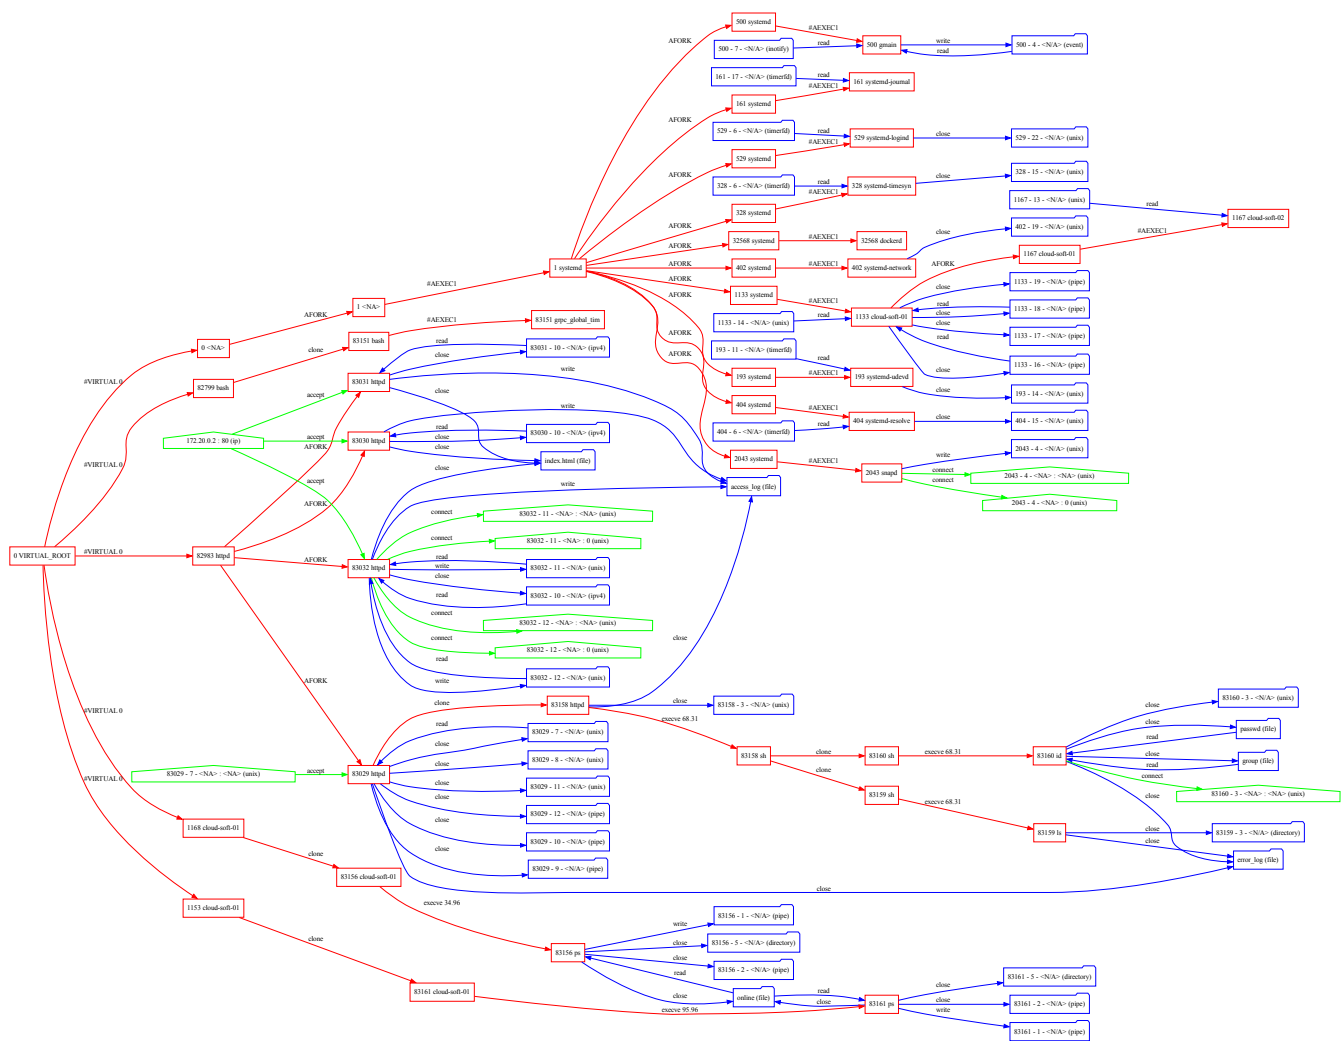 500 systemd
AFORK
#AEXEC1
500 - 7 - <N/A> (inotify)
read
500 gmain
write
read
500 - 4 - <N/A> (event)
161 - 17 - <N/A> (timerfd)
read
161 systemd-journal
#AEXEC1
161 systemd
AFORK
529 - 6 - <N/A> (timerfd)
read
529 systemd-logind
close
529 - 22 - <N/A> (unix)
#AEXEC1
529 systemd
AFORK
328 - 6 - <N/A> (timerfd)
read
328 systemd-timesyn
close
328 - 15 - <N/A> (unix)
#AEXEC1
328 systemd
AFORK
1167 - 13 - <N/A> (unix)
read
1167 cloud-soft-02
402 - 19 - <N/A> (unix)
close
32568 systemd
AFORK
#AEXEC1
32568 dockerd
1167 cloud-soft-01
#AEXEC1
AFORK
1 systemd
AFORK
402 systemd
#AEXEC1
402 systemd-network
AFORK
1133 systemd
#AEXEC1
1133 - 19 - <N/A> (pipe)
close
1 <NA>
#AEXEC1
AFORK
1133 - 18 - <N/A> (pipe)
read
close
1133 - 14 - <N/A> (unix)
read
1133 cloud-soft-01
83151 grpc_global_tim
#AEXEC1
83151 bash
clone
AFORK
1133 - 17 - <N/A> (pipe)
close
read
0 <NA>
#VIRTUAL 0
83031 - 10 - <N/A> (ipv4)
read
close
193 - 11 - <N/A> (timerfd)
read
1133 - 16 - <N/A> (pipe)
close
AFORK
82799 bash
#VIRTUAL 0
83031 httpd
accept
write
close
193 systemd
#AEXEC1
193 systemd-udevd
close
193 - 14 - <N/A> (unix)
AFORK
404 systemd
#AEXEC1
404 systemd-resolve
close
404 - 15 - <N/A> (unix)
404 - 6 - <N/A> (timerfd)
read
172.20.0.2 : 80 (ip)
accept
AFORK
83030 httpd
write
read
close
close
83030 - 10 - <N/A> (ipv4)
index.html (file)
2043 systemd
#AEXEC1
2043 snapd
write
2043 - 4 - <N/A> (unix)
connect
2043 - 4 - <NA> : <NA> (unix)
connect
2043 - 4 - <NA> : 0 (unix)
accept
close
write
access_log (file)
AFORK
connect
83032 - 11 - <NA> : <NA> (unix)
connect
83032 - 11 - <NA> : 0 (unix)
0 VIRTUAL_ROOT
#VIRTUAL 0
82983 httpd
AFORK
83032 httpd
read
write
83032 - 11 - <N/A> (unix)
close
read
83032 - 10 - <N/A> (ipv4)
connect
83032 - 12 - <NA> : <NA> (unix)
connect
83032 - 12 - <NA> : 0 (unix)
read
write
83032 - 12 - <N/A> (unix)
close
AFORK
#VIRTUAL 0
clone
83158 httpd
close
83158 - 3 - <N/A> (unix)
execve 68.31
83029 - 7 - <N/A> (unix)
read
close
83158 sh
clone
83160 sh
execve 68.31
83160 id
close
83160 - 3 - <N/A> (unix)
close
passwd (file)
read
close
group (file)
read
connect
83160 - 3 - <NA> : <NA> (unix)
83029 - 7 - <NA> : <NA> (unix)
accept
83029 httpd
close
83029 - 8 - <N/A> (unix)
close
83029 - 11 - <N/A> (unix)
close
83029 - 12 - <N/A> (pipe)
close
83029 - 10 - <N/A> (pipe)
close
83029 - 9 - <N/A> (pipe)
clone
83159 sh
execve 68.31
83159 ls
close
83159 - 3 - <N/A> (directory)
close
close
error_log (file)
close
#VIRTUAL 0
1168 cloud-soft-01
clone
83156 cloud-soft-01
execve 34.96
1153 cloud-soft-01
clone
83156 ps
write
83156 - 1 - <N/A> (pipe)
close
83156 - 5 - <N/A> (directory)
close
83156 - 2 - <N/A> (pipe)
read
close
online (file)
83161 cloud-soft-01
execve 95.96
read
close
83161 ps
close
83161 - 5 - <N/A> (directory)
close
83161 - 2 - <N/A> (pipe)
write
83161 - 1 - <N/A> (pipe)